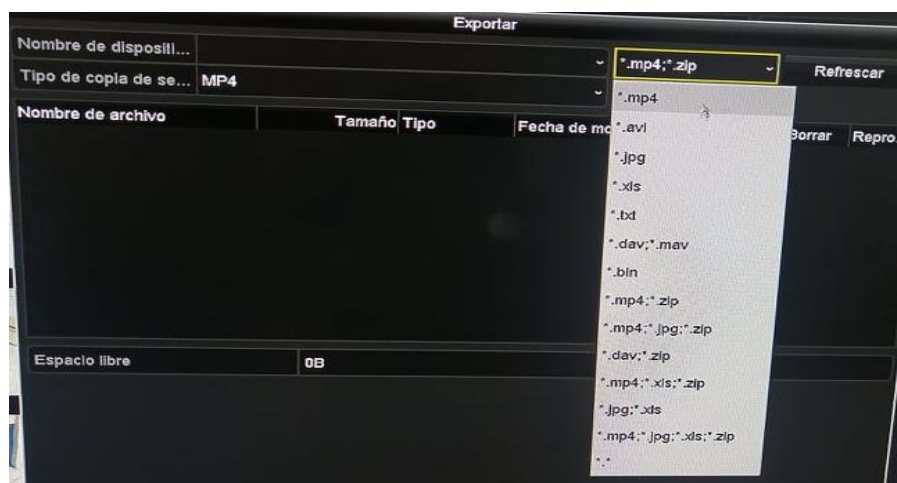 Exportar
Nombre de dispositi...
*.mp4;*.zip
Refrescar
Tipo de copia de se... MP4
Nombre de archivo Tamaño Tipo Fecha de mo Borrar Repro.
*.mp4
*.avi
*.jpg
*.xls
*.txt
*.dav;*.mav
*.bin
*.mp4;*.zip
*.mp4;*.jpg;*.zip
*.dav;*.zip
*.mp4;*.xls;*.zip
*.jpg;*.xls
*.mp4;*.jpg;*.xls;*.zip
*.*
Espacio libre 0B